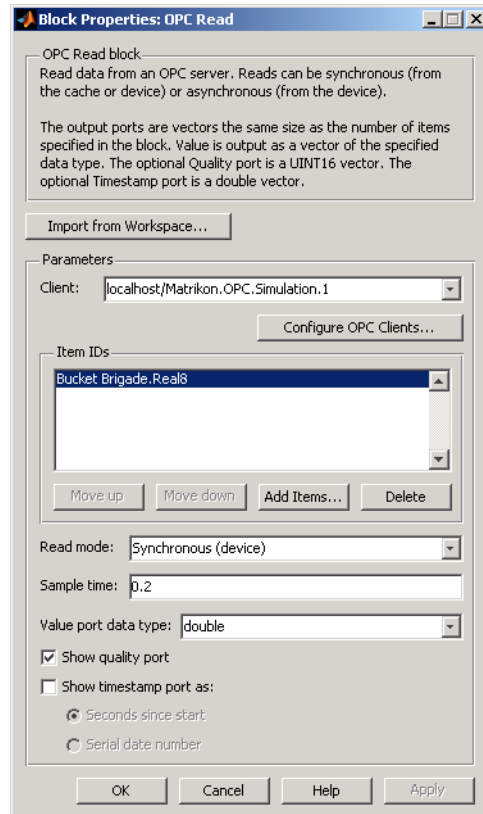 Block Properties: OPC Read
OPC Read block
Read data from an OPC server. Reads can be synchronous (from
the cache or device) or asynchronous (from the device).
The output ports are vectors the same size as the number of items
specified in the block. Value is output as a vector of the specified
data type. The optional Quality port is a UINT16 vector. The
optional Timestamp port is a double vector.
Import from Workspace...
Parameters
Client: localhost/Matrikon.OPC.Simulation.1
Configure OPC Clients...
Item IDs
Bucket Brigade.Real8
Move up Move down Add Items... Delete
Read mode: Synchronous (device)
Sample time: 0.2
Value port data type: double
Show quality port
Show timestamp port as:
Seconds since start
Serial date number
OK Cancel Help Apply